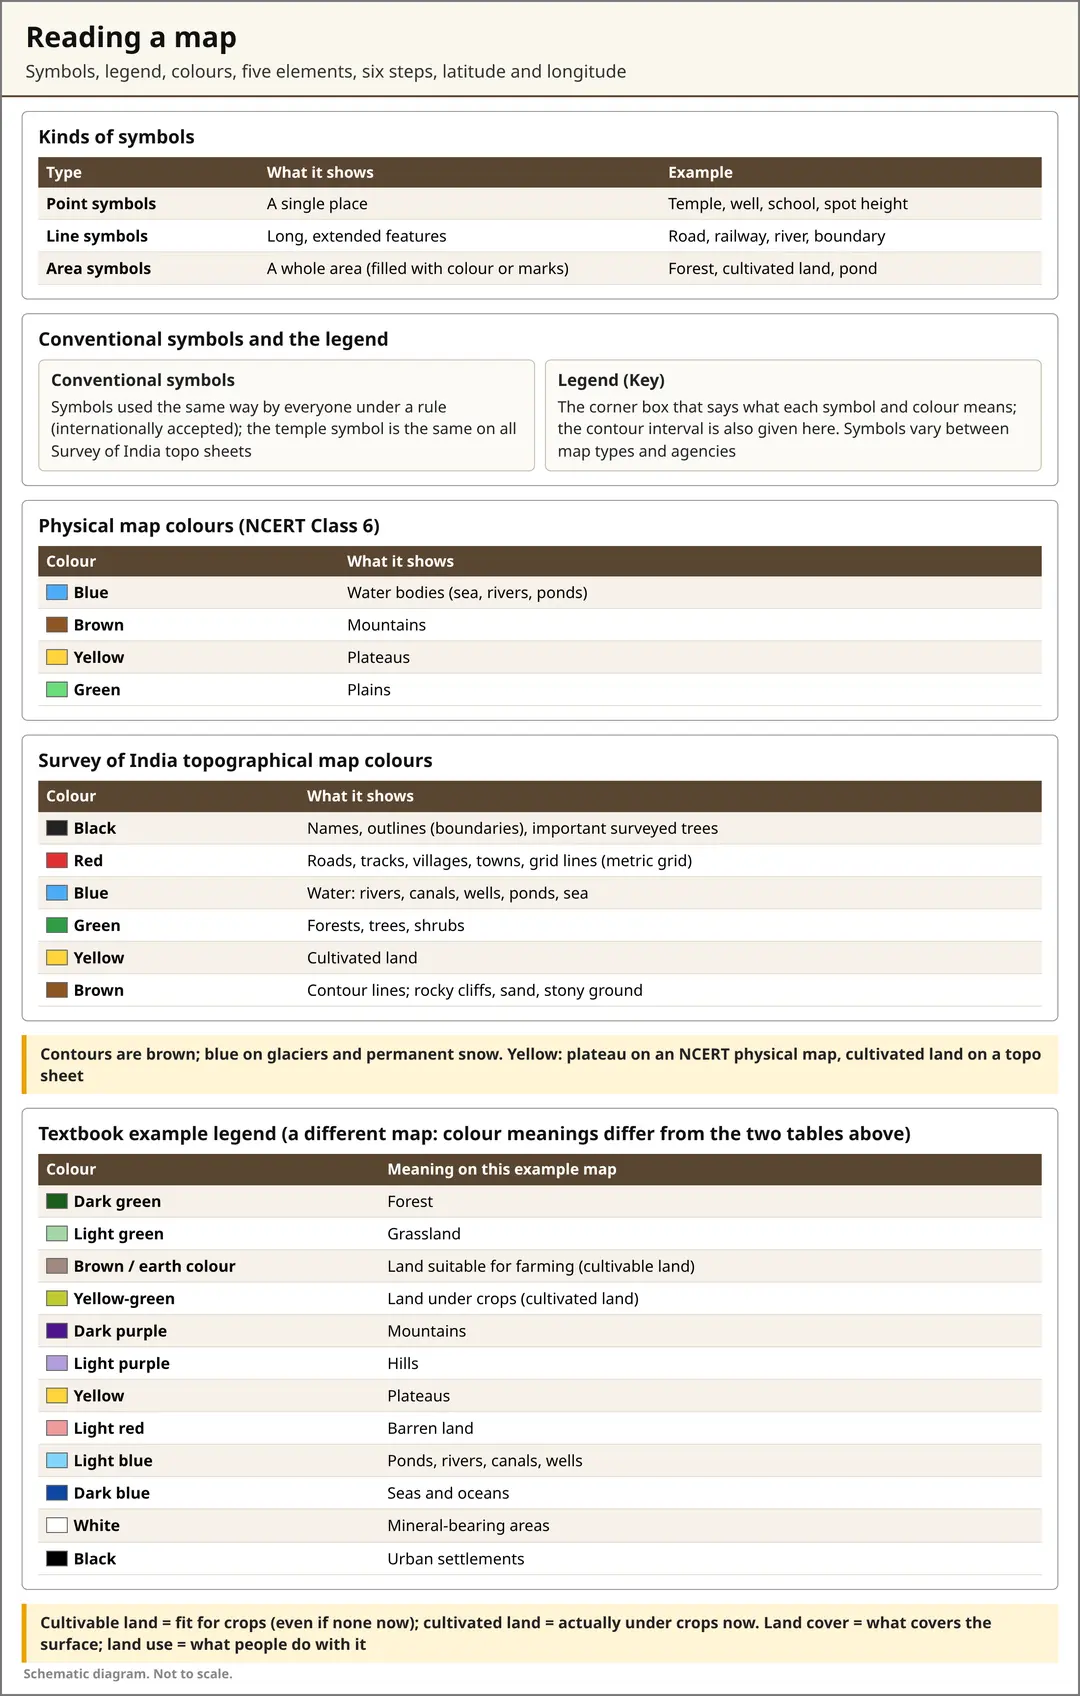 Reading a map
Symbols, legend, colours, five elements, six steps, latitude and longitude
Kinds of symbols
Type What it shows Example
Point symbols A single place Temple, well, school, spot height
Line symbols Long, extended features Road, railway, river, boundary
Area symbols A whole area (filled with colour or marks) Forest, cultivated land, pond
Conventional symbols and the legend
Conventional symbols
Symbols used the same way by everyone under a rule
(internationally accepted); the temple symbol is the same on all
Survey of India topo sheets
Legend (Key)
The corner box that says what each symbol and colour means;
the contour interval is also given here. Symbols vary between
map types and agencies
Physical map colours (NCERT Class 6)
Colour What it shows
Blue Water bodies (sea, rivers, ponds)
Brown Mountains
Yellow Plateaus
Green Plains
Survey of India topographical map colours
Colour What it shows
Black Names, outlines (boundaries), important surveyed trees
Red Roads, tracks, villages, towns, grid lines (metric grid)
Blue Water: rivers, canals, wells, ponds, sea
Green Forests, trees, shrubs
Yellow Cultivated land
Brown Contour lines; rocky cliffs, sand, stony ground
Contours are brown; blue on glaciers and permanent snow. Yellow: plateau on an NCERT physical map, cultivated land on a topo
sheet
Textbook example legend (a different map: colour meanings differ from the two tables above)
Colour Meaning on this example map
Dark green Forest
Light green Grassland
Brown / earth colour Land suitable for farming (cultivable land)
Yellow-green Land under crops (cultivated land)
Dark purple Mountains
Light purple Hills
Yellow Plateaus
Light red Barren land
Light blue Ponds, rivers, canals, wells
Dark blue Seas and oceans
White Mineral-bearing areas
Black Urban settlements
Cultivable land = fit for crops (even if none now); cultivated land = actually under crops now. Land cover = what covers the
surface; land use = what people do with it
Schematic diagram. Not to scale.